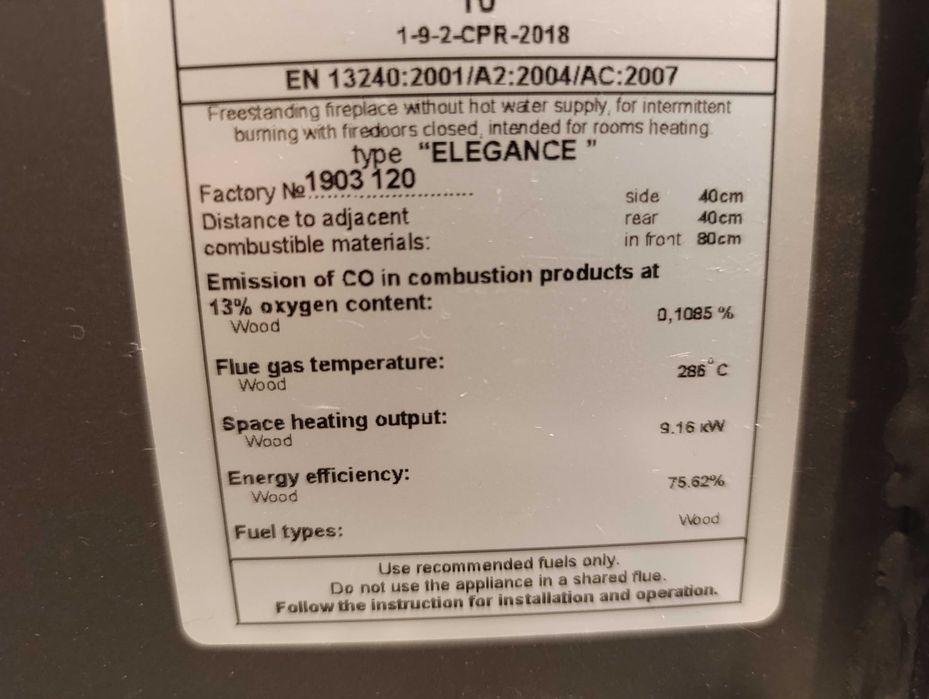 10
1-9-2-CPR-2018
EN 13240:2001/A2:2004/AC:2007
Freestanding fireplace without hot water supply, for intermittent
burning with firedoors closed, intended for rooms heating.
type "ELEGANCE "
Factory № 1903 120
Distance to adjacent
combustible materials:
side 40cm
rear 40cm
in front 80cm
Emission of CO in combustion products at
13% oxygen content:
Wood 0,1085 %
Flue gas temperature:
Wood 286°C
Space heating output:
Wood 9.16 кW
Energy efficiency:
Wood 75.62%
Fuel types: Wood
Use recommended fuels only.
Do not use the appliance in a shared flue.
Follow the instruction for installation and operation.